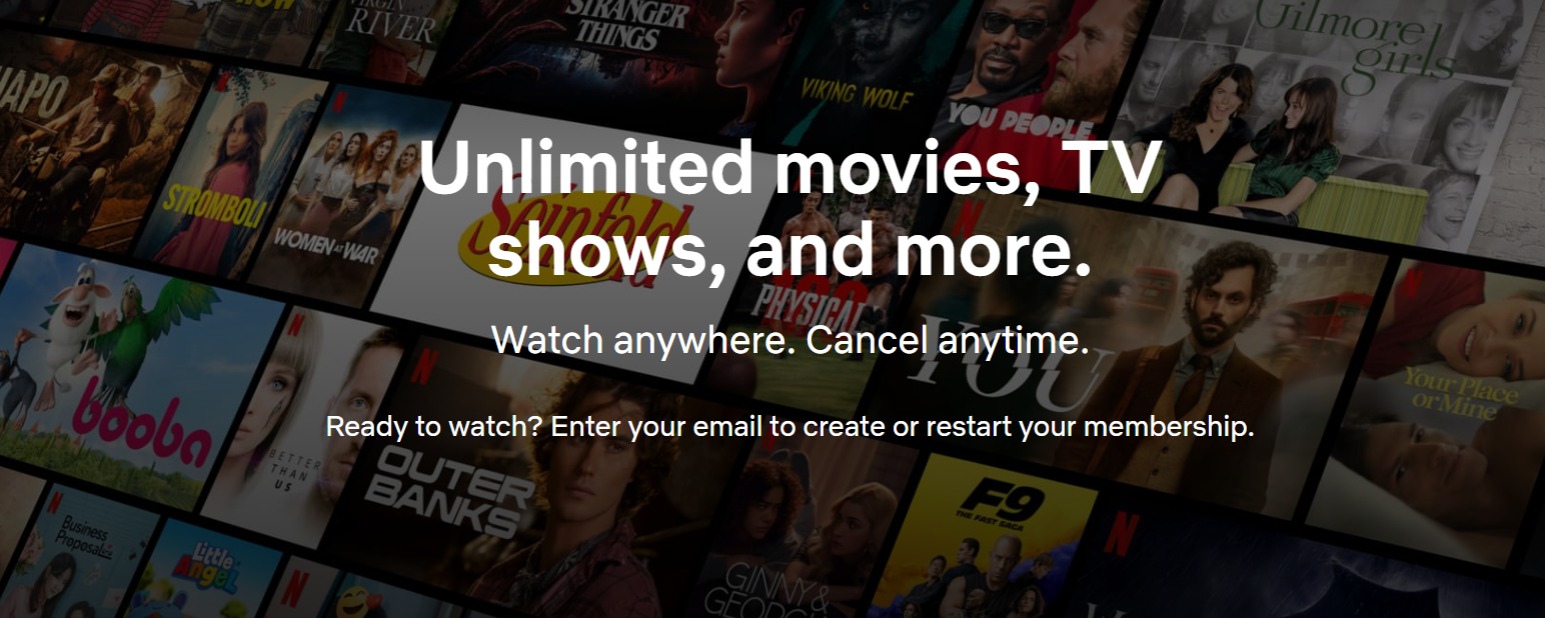 VIRGIN
RIVER
STRANGER
THINGS
VIKING WOLF
YOU PEOPLE
Gilmore
girls
STROMBOLI
WOMEN AT WAR
Seinfeld
Unlimited movies, TV
shows, and more.
PHYSICAL
100
YOU
Watch anywhere. Cancel anytime.
Your Place
or Mine
booba
BETTER
THAN
US
Ready to watch? Enter your email to create or restart your membership.
OUTER
BANKS
F9
THE FAST SAGA
Business
Proposal
Little
Angel
GINNY &
GEORGIA